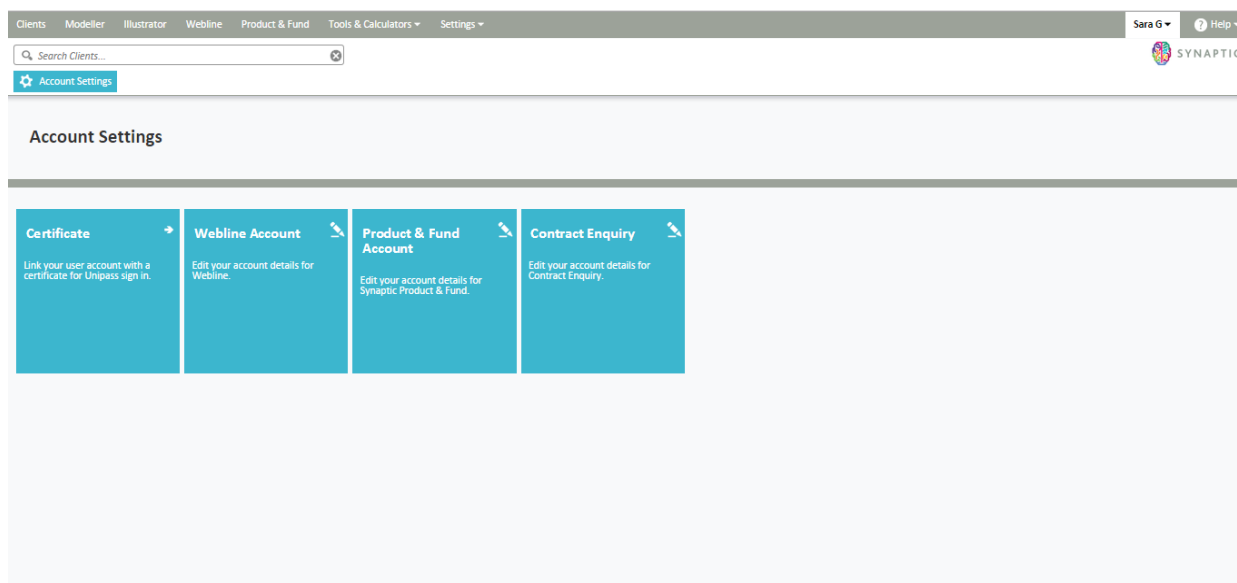 Clients Modeller Illustrator Webline Product & Fund Tools & Calculators Settings Sara G Help
Search Clients...
SYNAPTIC
Account Settings
Account Settings
Certificate
Link your user account with a
certificate for Unipass sign in.
Webline Account
Edit your account details for
Webline.
Product & Fund
Account
Edit your account details for
Synaptic Product & Fund.
Contract Enquiry
Edit your account details for
Contract Enquiry.